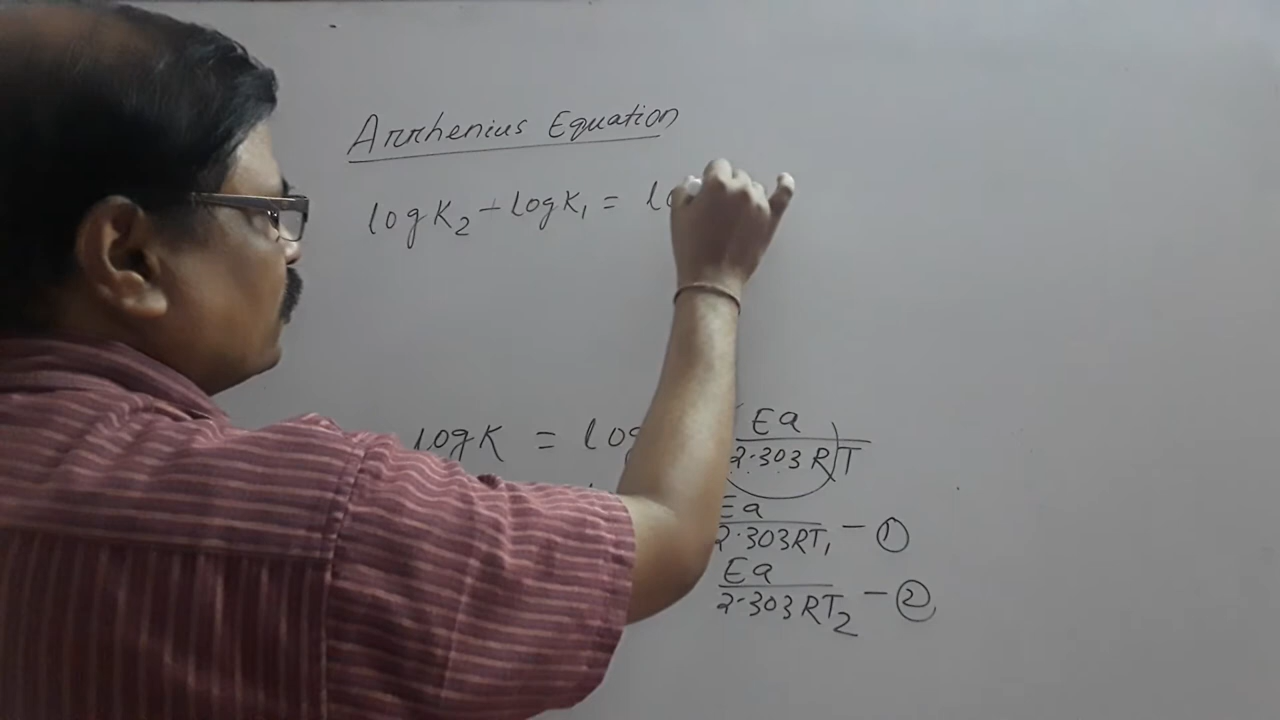 Arrhenius Equation
log K₂ - log K₁ = lo
log K = log Ea / 2.303 RT
Ea / 2.303 RT₁ - ①
Ea / 2.303 RT₂ - ②